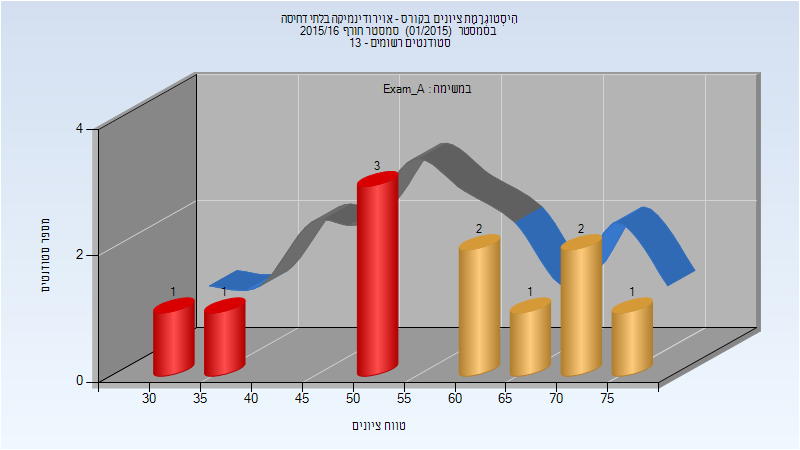 היסטוגרמת ציונים בקורס - אוירודינמיקה בלתי דחיסה
בסמסטר (01/2015) סמסטר חורף 2015/16
סטודנטים רשומים - 13
במשימה : Exam_A
מספר סטודנטים
4
2
0
1
1
3
2
1
2
1
30 35 40 45 50 55 60 65 70 75
טווח ציונים